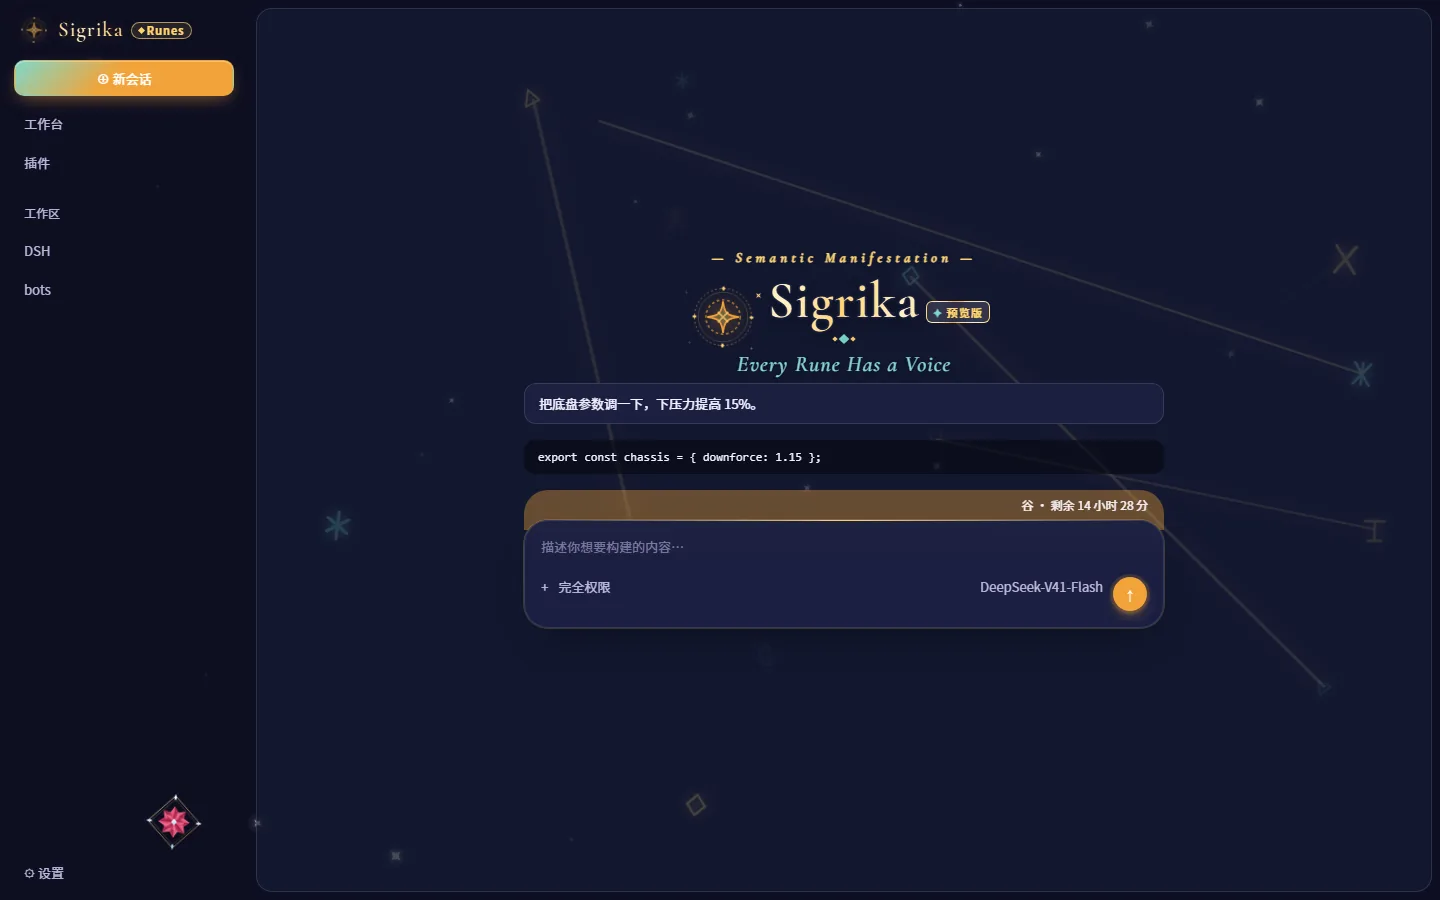 Sigrika
Runes
新会话
工作台
插件
工作区
DSH
bots
设置
— Semantic Manifestation —
Sigrika
预览版
Every Rune Has a Voice
把底盘参数调一下，下压力提高 15%。
export const chassis = { downforce: 1.15 };
谷 · 剩余 14 小时 28 分
描述你想要构建的内容…
+ 完全权限
DeepSeek-V41-Flash